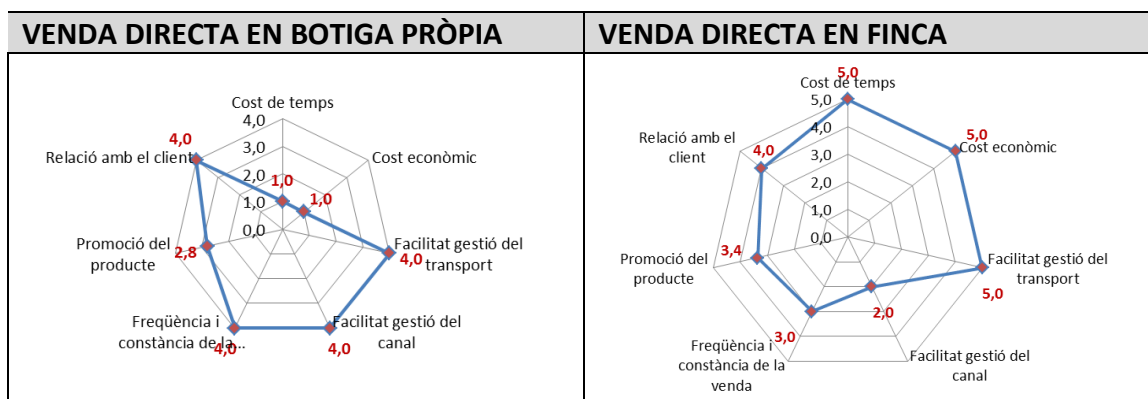 VENDA DIRECTA EN BOTIGA PRÒPIA
Cost de temps
4,0
3,0
2,0
1,0
0,0
4,0
Relació amb el client
Cost econòmic
1,0
1,0
Promoció del
producte
2,8
Facilitat gestió del
transport
4,0
Freqüència i
constància de la...
4,0
Facilitat gestió del
canal
4,0
VENDA DIRECTA EN FINCA
5,0
Cost de temps
5,0
4,0
3,0
2,0
1,0
0,0
Relació amb el
client
4,0
5,0
Cost econòmic
Promoció del
producte
3,4
Facilitat gestió del
transport
5,0
2,0
3,0
Freqüència i
constància de la
venda
Facilitat gestió del
canal